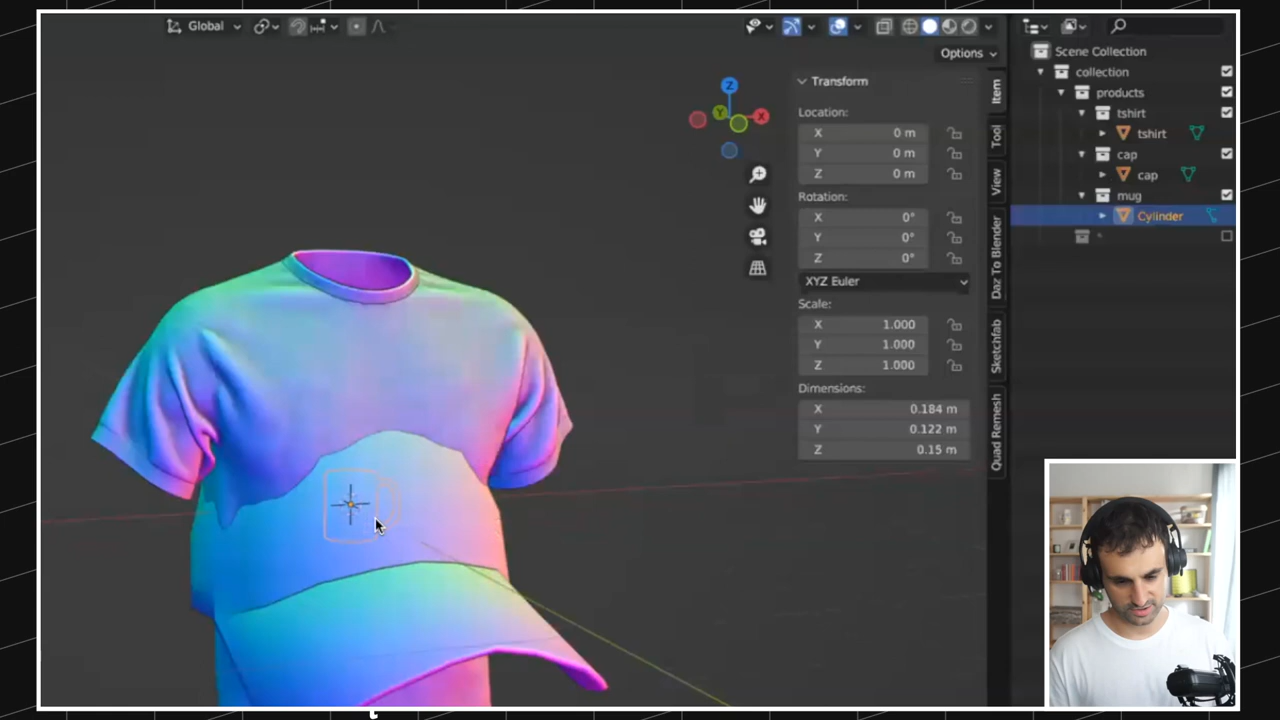 Global
Options
Transform
Location:
X 0 m
Y 0 m
Z 0 m
Rotation:
X 0°
Y 0°
Z 0°
XYZ Euler
Scale:
X 1.000
Y 1.000
Z 1.000
Dimensions:
X 0.184 m
Y 0.122 m
Z 0.15 m
Item
Tool
View
Daz To Blender
Sketchfab
Quad Remesh
Z
Y
X
Scene Collection
collection
products
tshirt
tshirt
cap
cap
mug
Cylinder